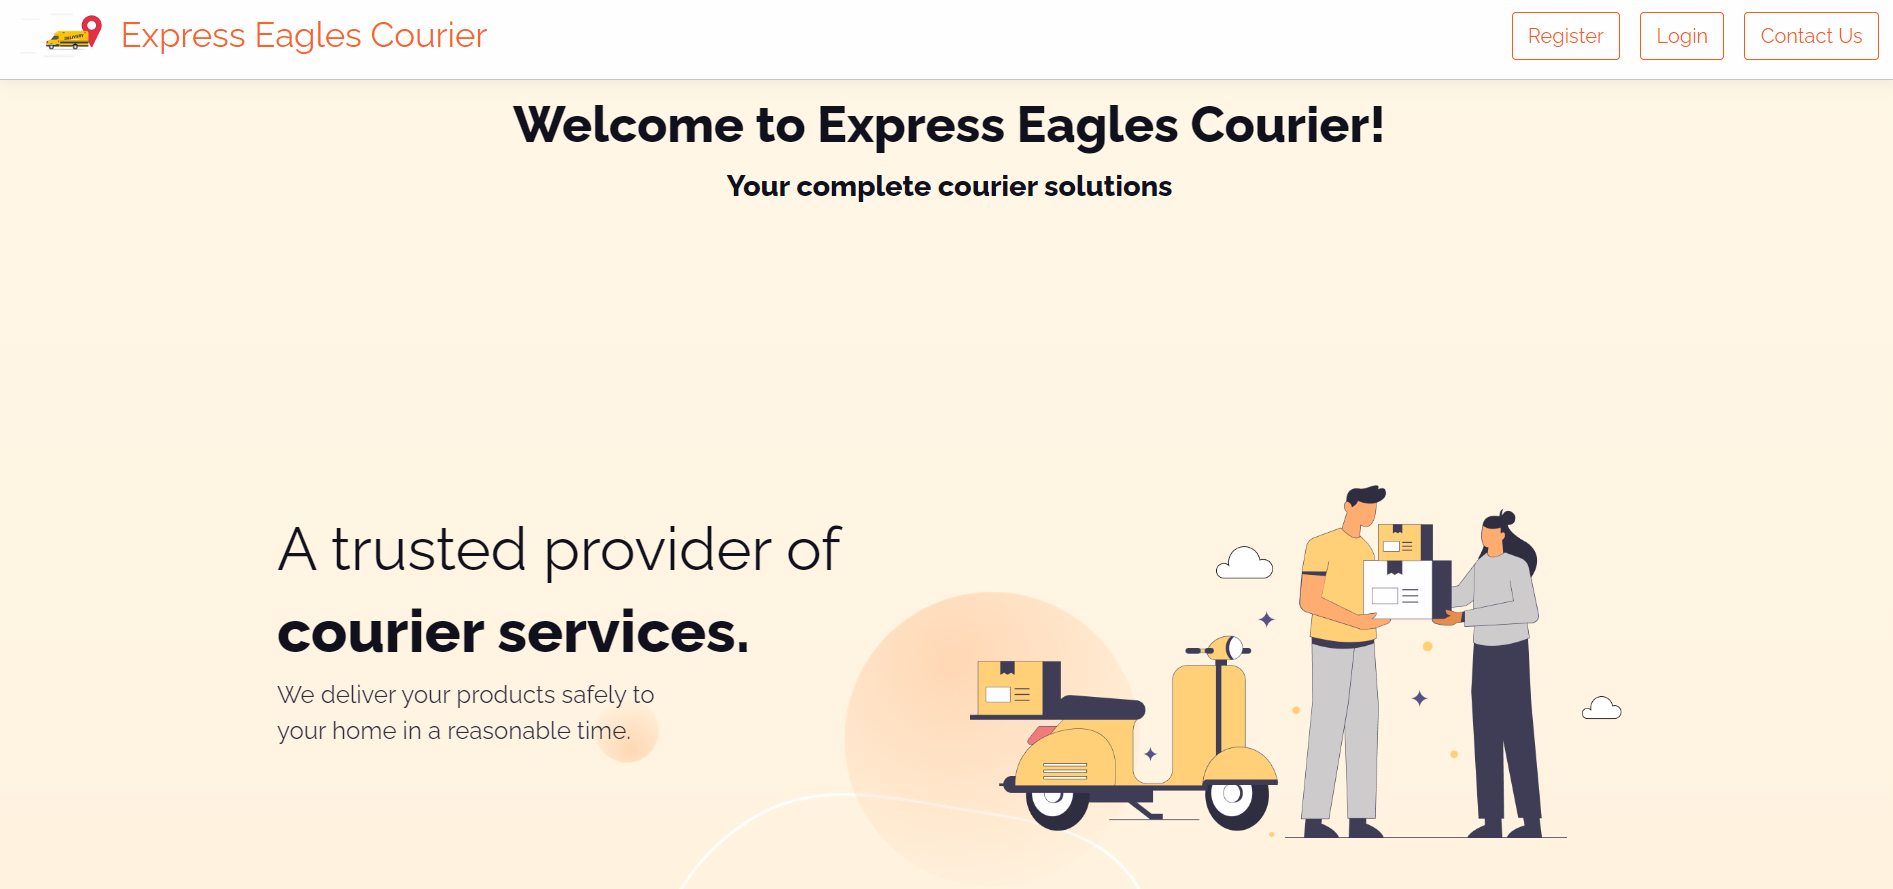 DELIVERY
Express Eagles Courier
Register
Login
Contact Us
Welcome to Express Eagles Courier!
Your complete courier solutions
A trusted provider of
courier services.
We deliver your products safely to
your home in a reasonable time.